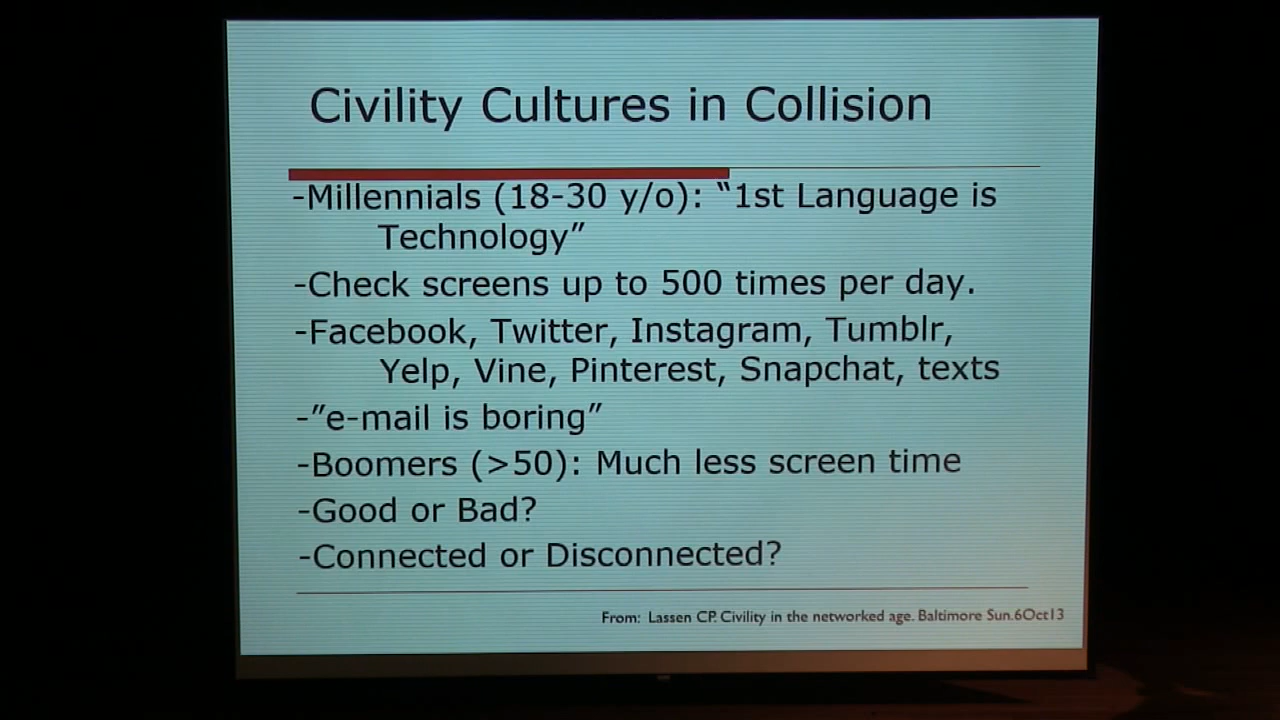 Civility Cultures in Collision
-Millennials (18-30 y/o): “1st Language is
Technology”
-Check screens up to 500 times per day.
-Facebook, Twitter, Instagram, Tumblr,
Yelp, Vine, Pinterest, Snapchat, texts
-”e-mail is boring”
-Boomers (>50): Much less screen time
-Good or Bad?
-Connected or Disconnected?
From: Lassen CP. Civility in the networked age. Baltimore Sun.6Oct13